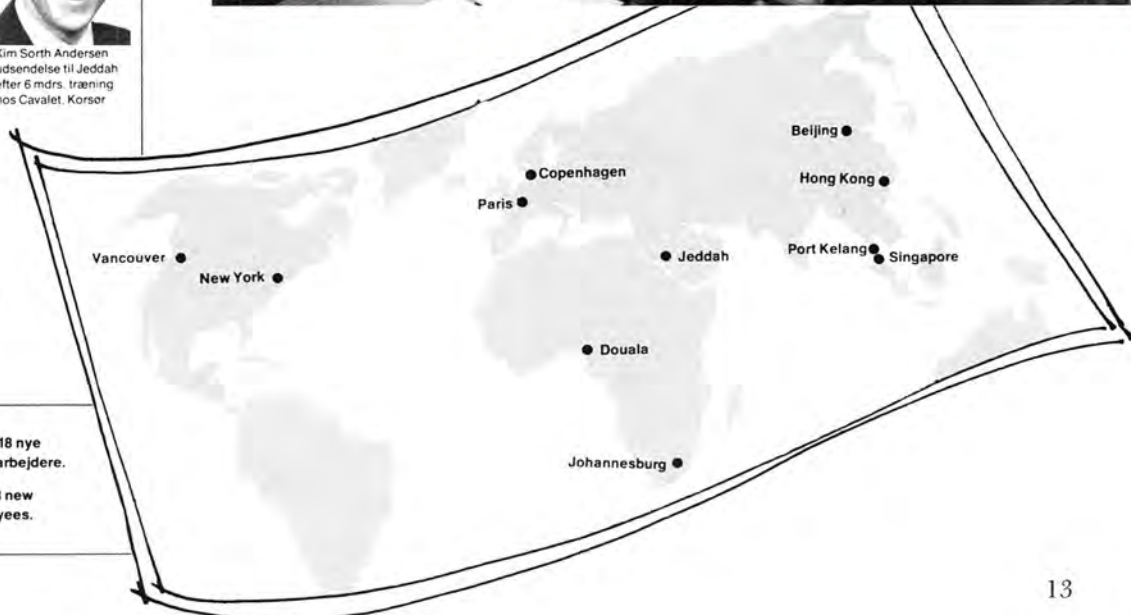 Kim Sorth Andersen
udsendelse til Jeddah
efter 6 mdrs. træning
hos Cavalet, Korsør
Beijing
Copenhagen
Hong Kong
Paris
Vancouver
New York
Jeddah
Port Kelang
Singapore
Douala
Johannesburg
18 nye
arbejdere.
new
yees.
13